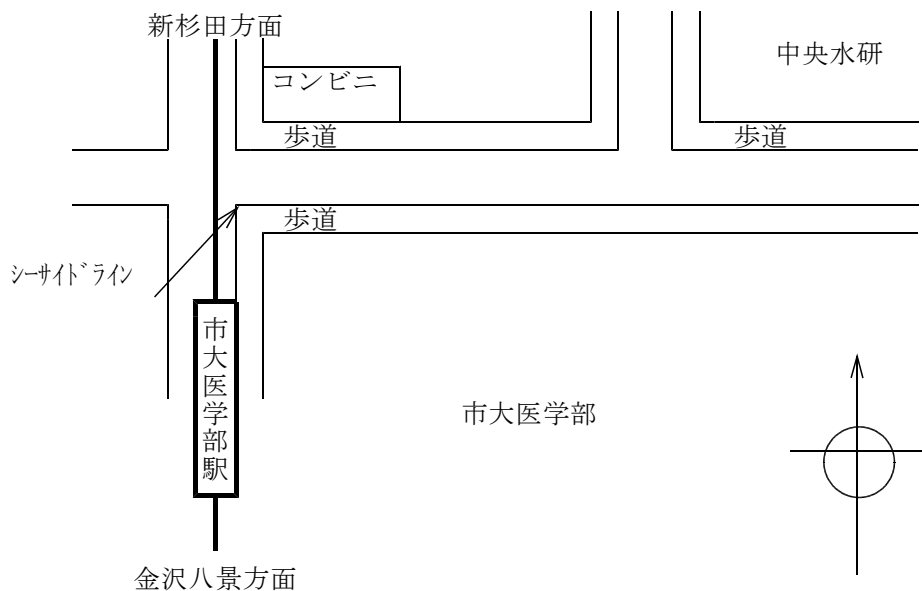 新杉田方面
中央水研
コンビニ
歩道
歩道
歩道
シーサイドライン
市大医学部駅
市大医学部
金沢八景方面